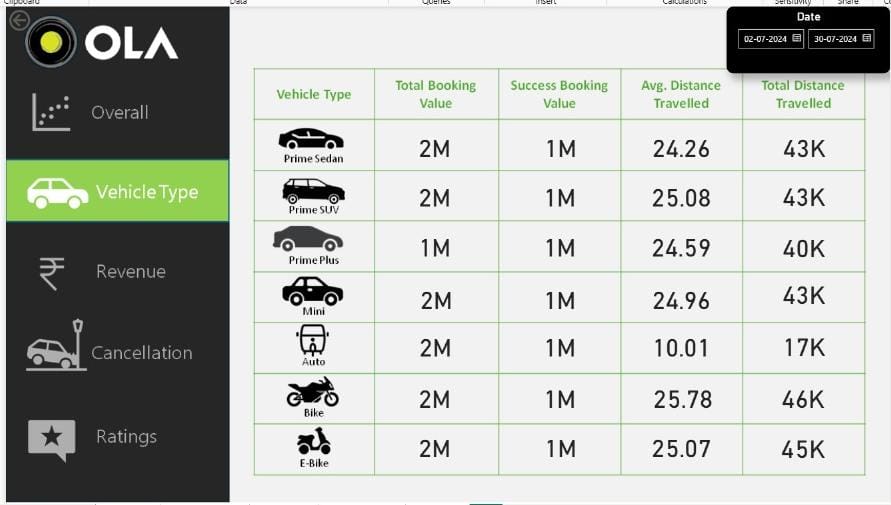 Clipboard Data Queries Insert Calculations Sensitivity Share
OLA
Date
02-07-2024 30-07-2024
Overall
Vehicle Type
Revenue
Cancellation
Ratings
Vehicle Type Total Booking Value Success Booking Value Avg. Distance Travelled Total Distance Travelled
Prime Sedan 2M 1M 24.26 43K
Prime SUV 2M 1M 25.08 43K
Prime Plus 1M 1M 24.59 40K
Mini 2M 1M 24.96 43K
Auto 2M 1M 10.01 17K
Bike 2M 1M 25.78 46K
E-Bike 2M 1M 25.07 45K